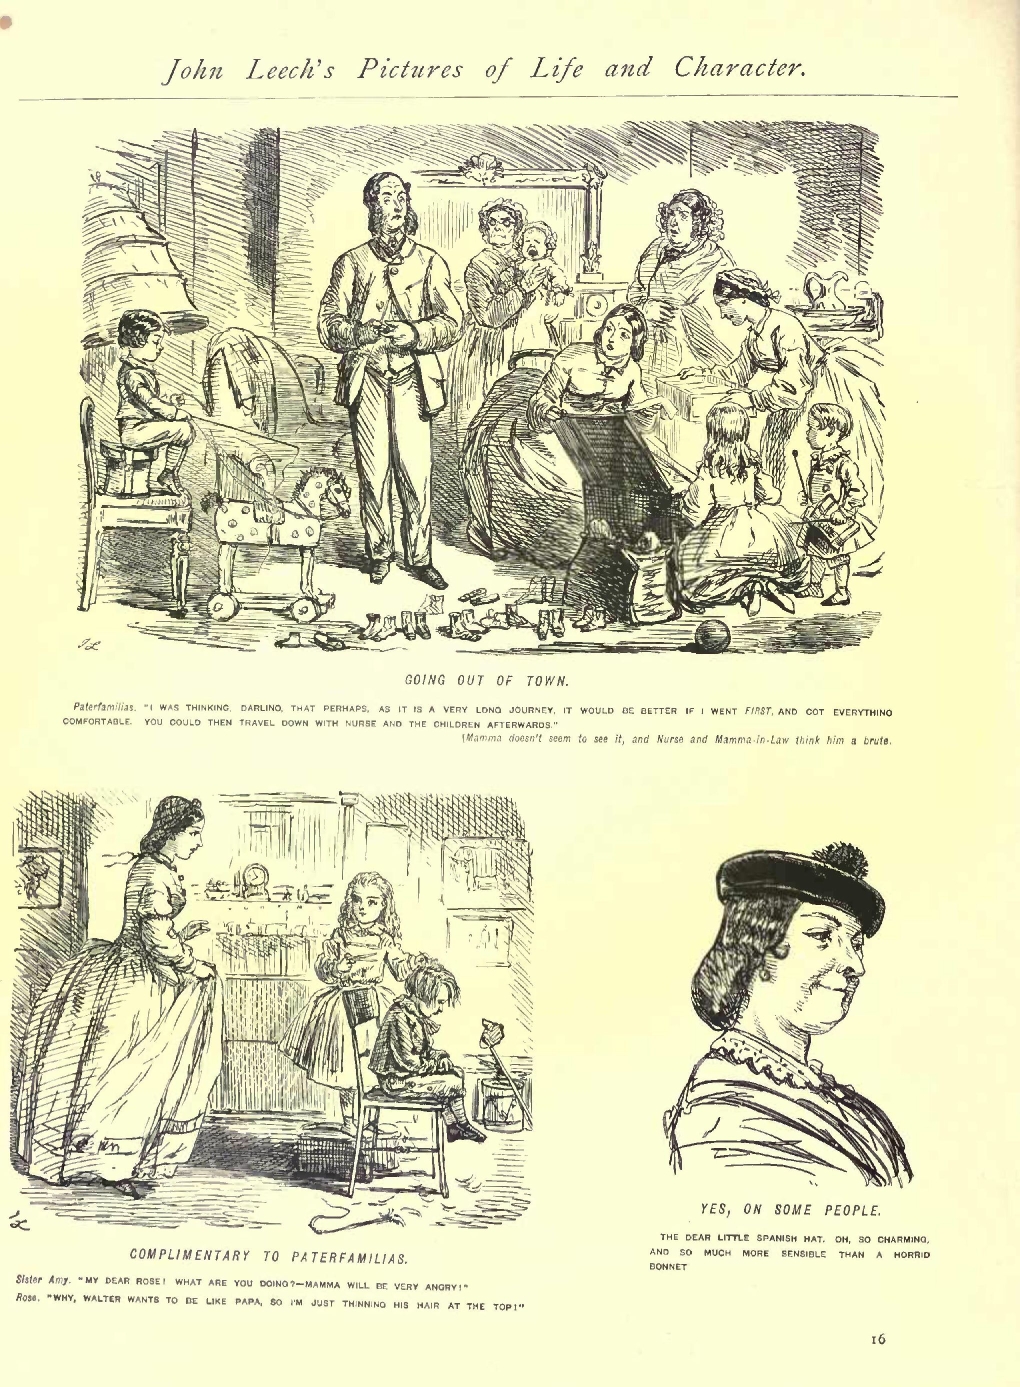 John Leech's Pictures of Life and Character.
J L
GOING OUT OF TOWN.
Paterfamilias. "I WAS THINKING, DARLING, THAT PERHAPS, AS IT IS A VERY LONG JOURNEY, IT WOULD BE BETTER IF I WENT FIRST, AND GOT EVERYTHING
COMFORTABLE. YOU COULD THEN TRAVEL DOWN WITH NURSE AND THE CHILDREN AFTERWARDS."
[Mamma doesn't seem to see it, and Nurse and Mamma-in-Law think him a brute.
COMPLIMENTARY TO PATERFAMILIAS.
Sister Amy. "MY DEAR ROSE! WHAT ARE YOU DOING?—MAMMA WILL BE VERY ANGRY!"
Rose. "WHY, WALTER WANTS TO BE LIKE PAPA, SO I'M JUST THINNING HIS HAIR AT THE TOP!"
YES, ON SOME PEOPLE.
THE DEAR LITTLE SPANISH HAT. OH, SO CHARMING,
AND SO MUCH MORE SENSIBLE THAN A HORRID
BONNET
16